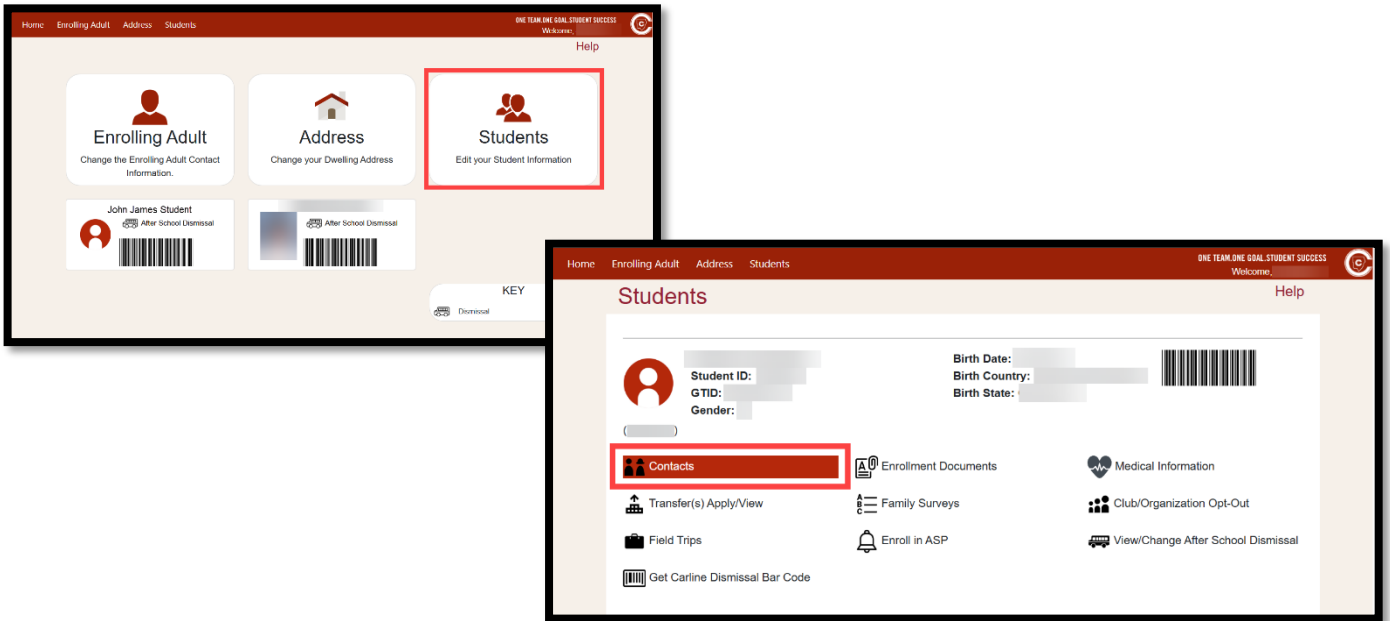 Home Enrolling Adult Address Students
ONE TEAM.ONE GOAL.STUDENT SUCCESS
Welcome,
Help
Enrolling Adult
Change the Enrolling Adult Contact
Information.
Address
Change your Dwelling Address
Students
Edit your Student Information
John James Student
After School Dismissal
After School Dismissal
KEY
Dismissal
Home Enrolling Adult Address Students
ONE TEAM.ONE GOAL.STUDENT SUCCESS
Welcome,
C
Students
Help
Student ID:
GTID:
Gender:
Birth Date:
Birth Country:
Birth State:
( )
Contacts
Enrollment Documents
Medical Information
Transfer(s) Apply/View
Family Surveys
Club/Organization Opt-Out
Field Trips
Enroll in ASP
View/Change After School Dismissal
Get Carline Dismissal Bar Code